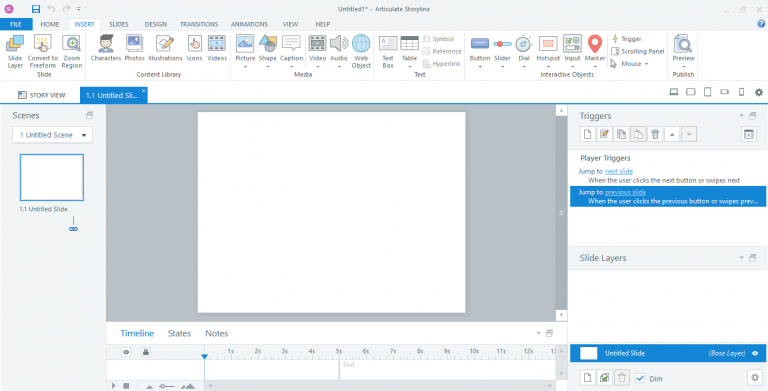 Untitled1* - Articulate Storyline
FILE HOME INSERT SLIDES DESIGN TRANSITIONS ANIMATIONS VIEW HELP
Slide Layer
Convert to Freeform
Zoom Region
Slide
Characters
Photos
Illustrations
Icons
Videos
Content Library
Picture
Shape
Caption
Video
Audio
Web Object
Media
Text Box
Table
Symbol
Reference
Hyperlink
Text
Button
Slider
Dial
Hotspot
Input
Marker
Trigger
Scrolling Panel
Mouse
Interactive Objects
Preview
Publish
STORY VIEW
1.1 Untitled Sli...
Scenes
1 Untitled Scene
1.1 Untitled Slide
Timeline States Notes
1s 2s 3s 4s 5s 6s 7s 8s 9s 10s 11s 12s
End
Triggers
Player Triggers
Jump to next slide
When the user clicks the next button or swipes next
Jump to previous slide
When the user clicks the previous button or swipes prev...
Slide Layers
Untitled Slide (Base Layer)
Dim